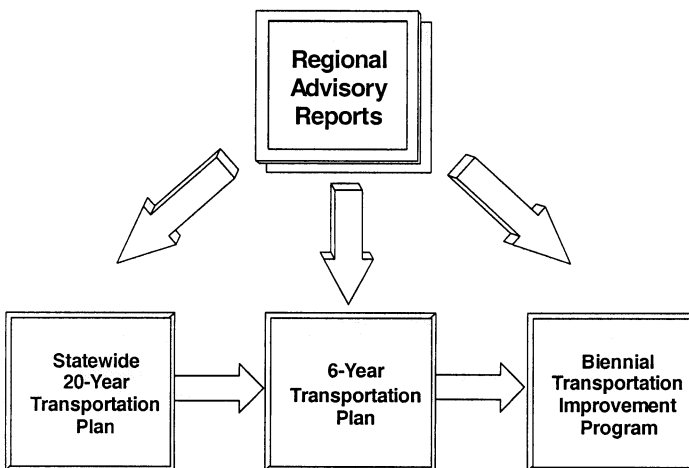 Regional
Advisory
Reports
Statewide
20-Year
Transportation
Plan
6-Year
Transportation
Plan
Biennial
Transportation
Improvement
Program